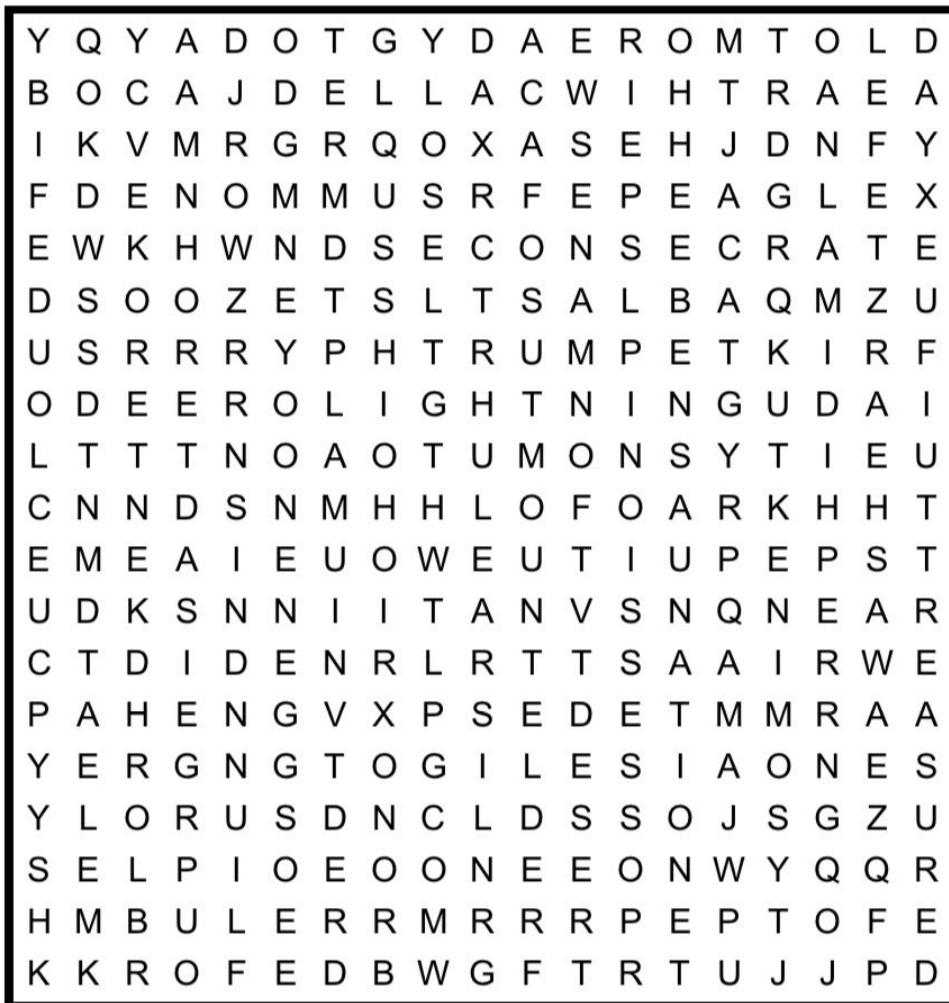 Y Q Y A D O T G Y D A E R O M T O L D
B O C A J D E L L A C W I H T R A E A
I K V M R G R Q O X A S E H J D N F Y
F D E N O M M U S R F E P E A G L E X
E W K H W N D S E C O N S E C R A T E
D S O O Z E T S L T S A L B A Q M Z U
U S R R R Y P H T R U M P E T K I R F
O D E E R O L I G H T N I N G U D A I
L T T T N O A O T U M O N S Y T I E U
C N N D S N M H H L O F O A R K H H T
E M E A I E U O W E U T I U P E P S T
U D K S N N I I T A N V S N Q N E A R
C T D I D E N R L R T T S A A I R W E
P A H E N G V X P S E D E T M M R A A
Y E R G N G T O G I L E S I A O N E S
Y L O R U S D N C L D S S O J S G Z U
S E L P I O E O O N E E O N W Y Q Q R
H M B U L E R R M R R R P E P T O F E
K K R O F E D B W G F T R T U J J P D